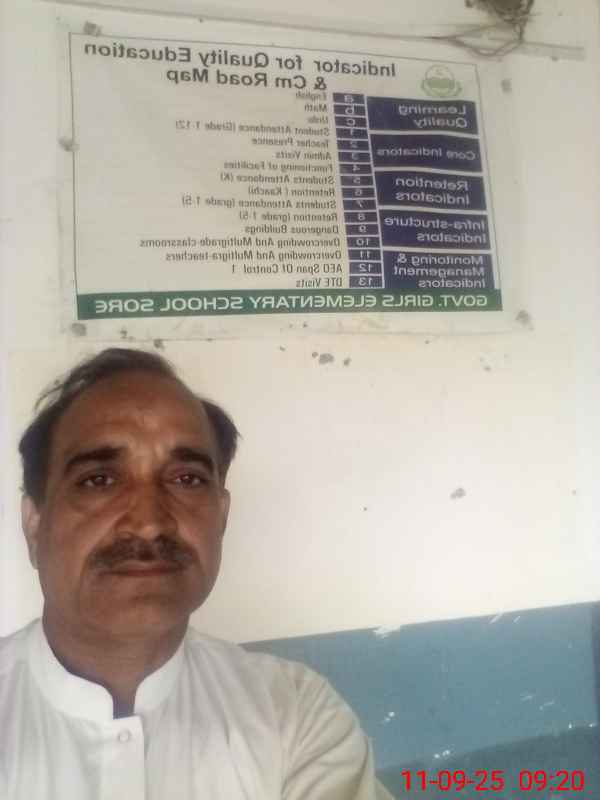 Indicator for Quality Education
& Cm Road Map
Learning Quality
a English
b Math
c Urdu
Core Indicators
1 Student Attendance (Grade 1-12)
2 Teacher Presence
3 Admin Visits
4 Functioning of Facilities
Retention Indicators
5 Students Attendance (K)
6 Retention (Kaachi)
7 Students Attendance (grade 1-5)
8 Retention (grade 1-5)
Infra-structure Indicators
9 Dangerous Buildings
10 Overcrowding And Multigrade-classrooms
Monitoring & Management Indicators
11 Overcrowding And Multigra-teachers
12 AEO Span Of Control 1
13 DTE Visits
GOVT. GIRLS ELEMENTARY SCHOOL SORE
11-09-25 09:20